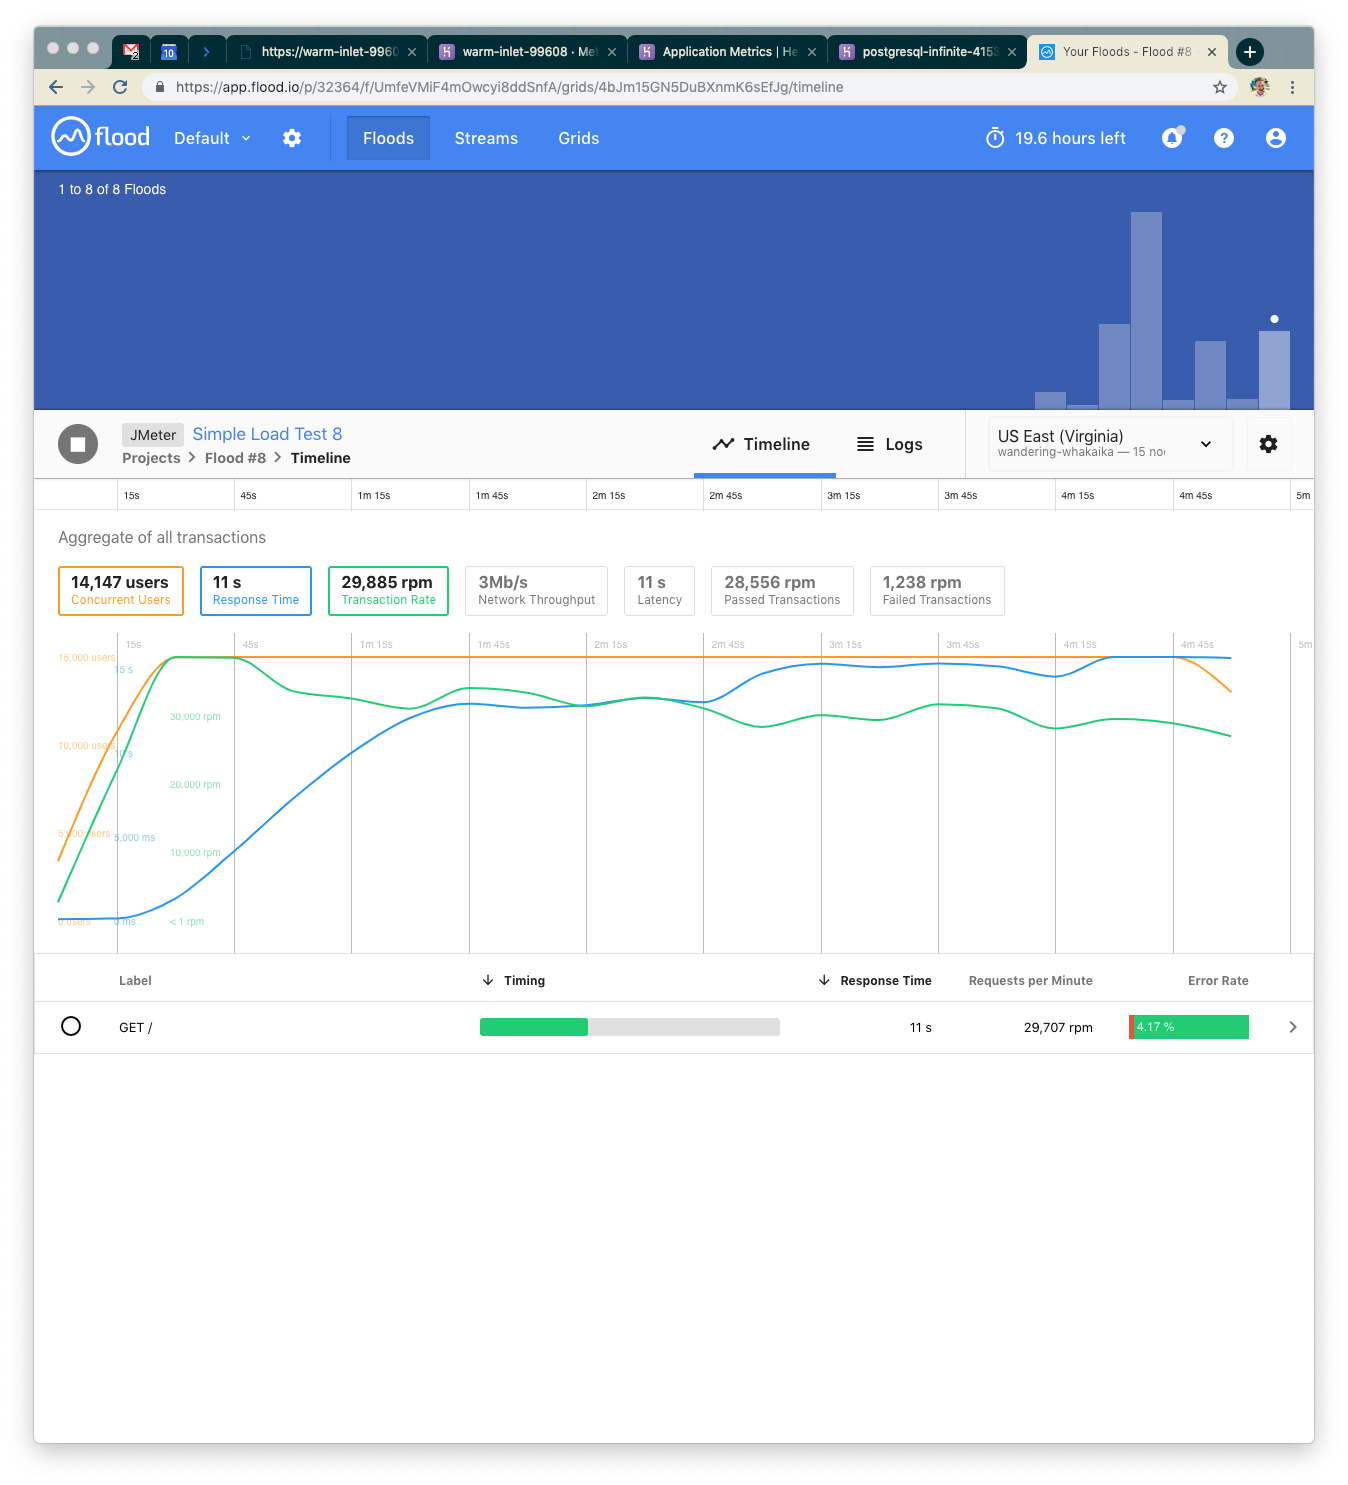 2
10
https://warm-inlet-9960
warm-inlet-99608 · Met
Application Metrics | He
postgresql-infinite-4153
Your Floods - Flood #8
https://app.flood.io/p/32364/f/UmfeVMiF4mOwcyi8ddSnfA/grids/4bJm15GN5DuBXnmK6sEfJg/timeline
flood Default Floods Streams Grids 19.6 hours left ?
1 to 8 of 8 Floods
JMeter Simple Load Test 8
Projects > Flood #8 > Timeline
Timeline Logs
US East (Virginia)
wandering-whakaika — 15 no
15s 45s 1m 15s 1m 45s 2m 15s 2m 45s 3m 15s 3m 45s 4m 15s 4m 45s 5m
Aggregate of all transactions
14,147 users
Concurrent Users
11 s
Response Time
29,885 rpm
Transaction Rate
3Mb/s
Network Throughput
11 s
Latency
28,556 rpm
Passed Transactions
1,238 rpm
Failed Transactions
15s 45s 1m 15s 1m 45s 2m 15s 2m 45s 3m 15s 3m 45s 4m 15s 4m 45s 5m
15,000 users
15 s
30,000 rpm
10,000 users
10 s
20,000 rpm
5,000 users
5,000 ms
10,000 rpm
0 users 0 ms < 1 rpm
Label Timing Response Time Requests per Minute Error Rate
GET / 11 s 29,707 rpm 4.17 %